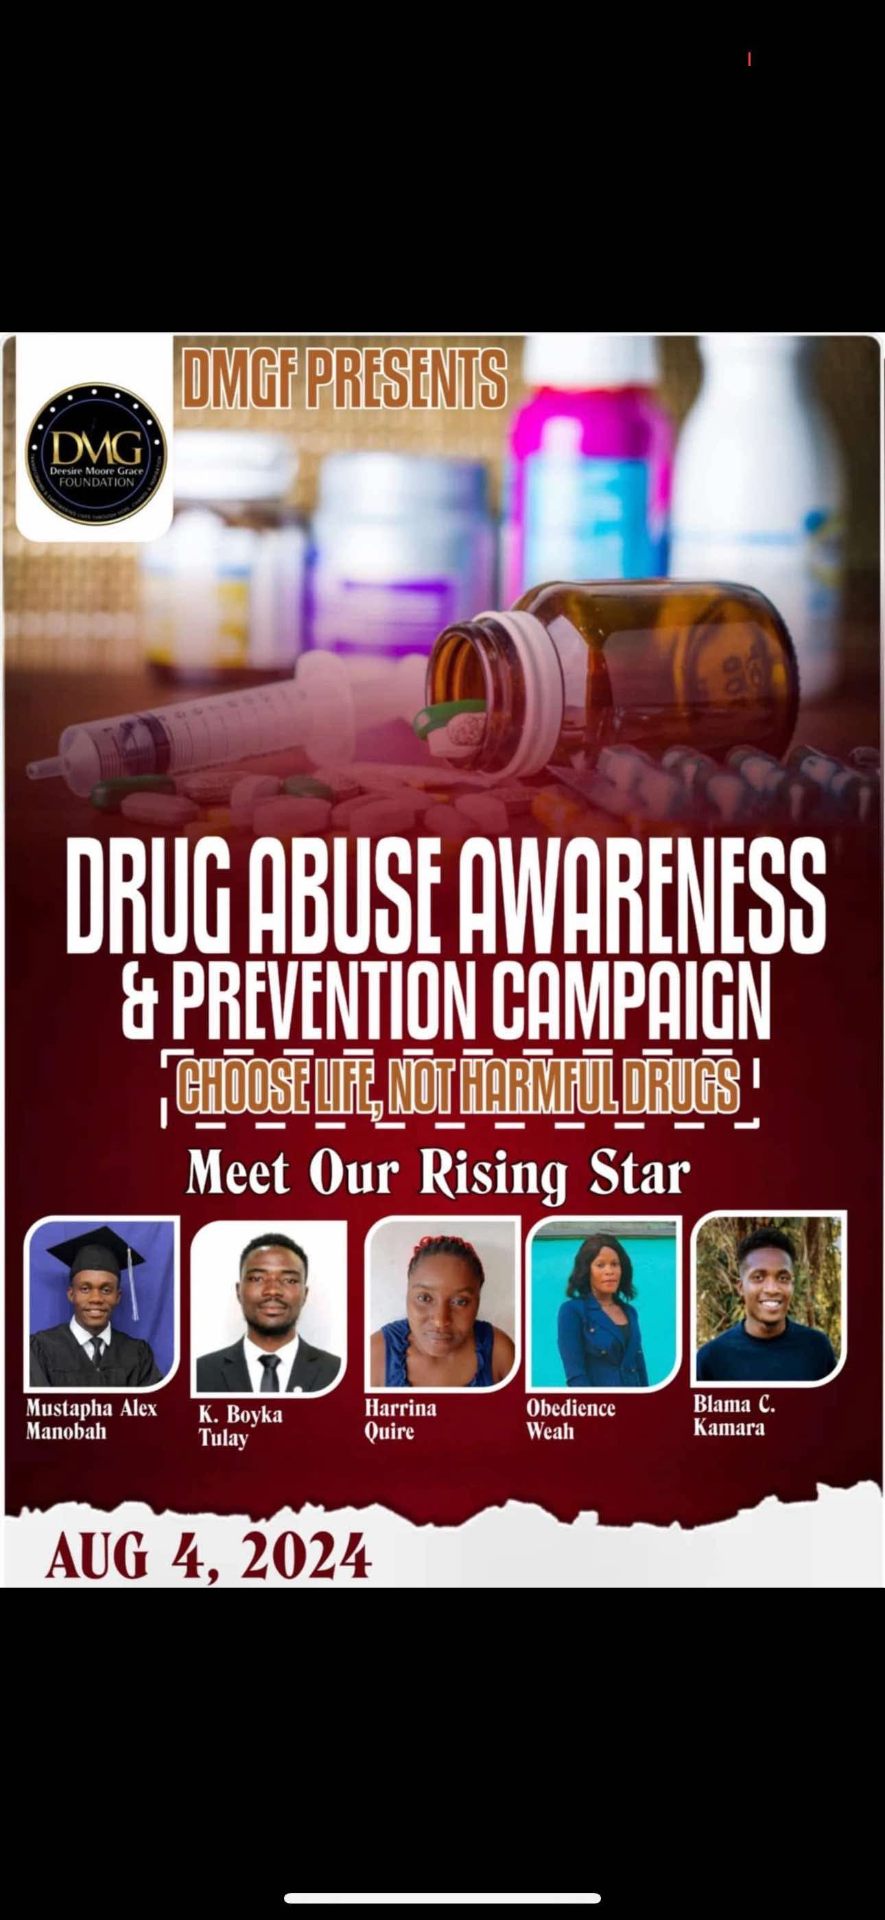 DMGF PRESENTS
DMG
Deesire Moore Grace
FOUNDATION
DRUG ABUSE AWARENESS
& PREVENTION CAMPAIGN
CHOOSE LIFE, NOT HARMFUL DRUGS
Meet Our Rising Star
Mustapha Alex
Manobah
K. Boyka
Tulay
Harrina
Quire
Obedience
Weah
Blama C.
Kamara
AUG 4, 2024